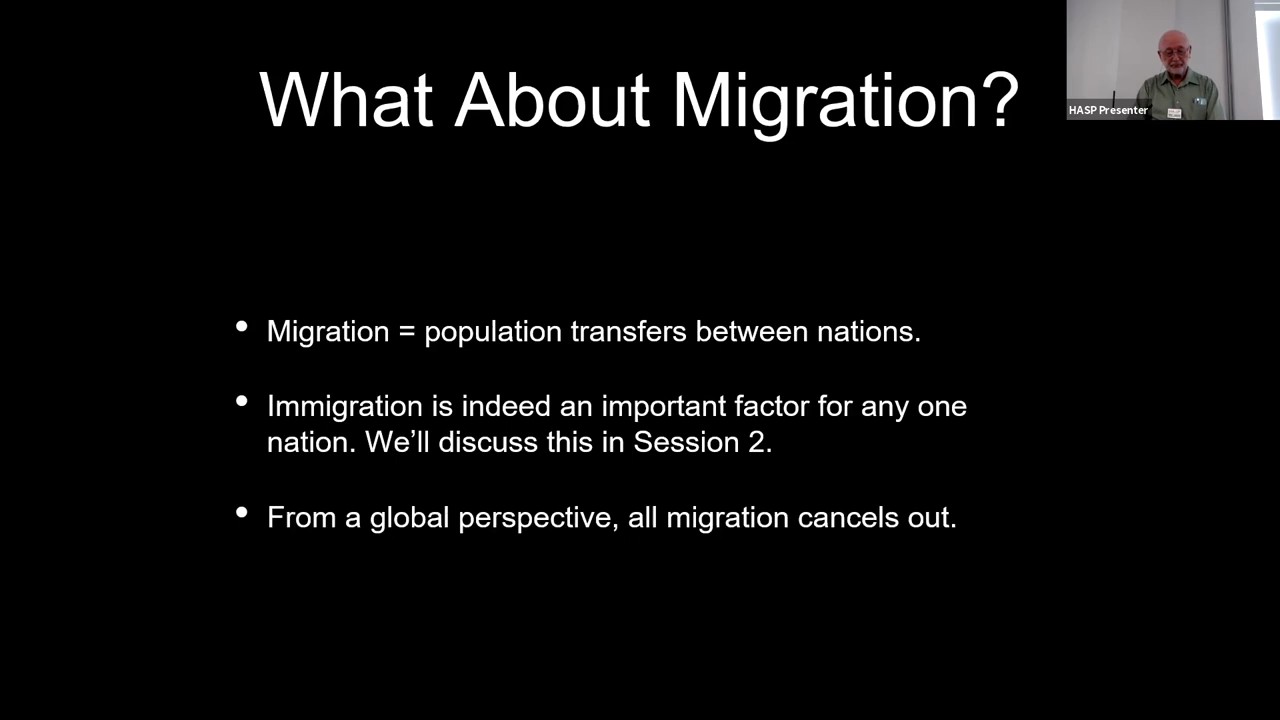 What About Migration?
HASP Presenter
• Migration = population transfers between nations.
• Immigration is indeed an important factor for any one
nation. We’ll discuss this in Session 2.
• From a global perspective, all migration cancels out.